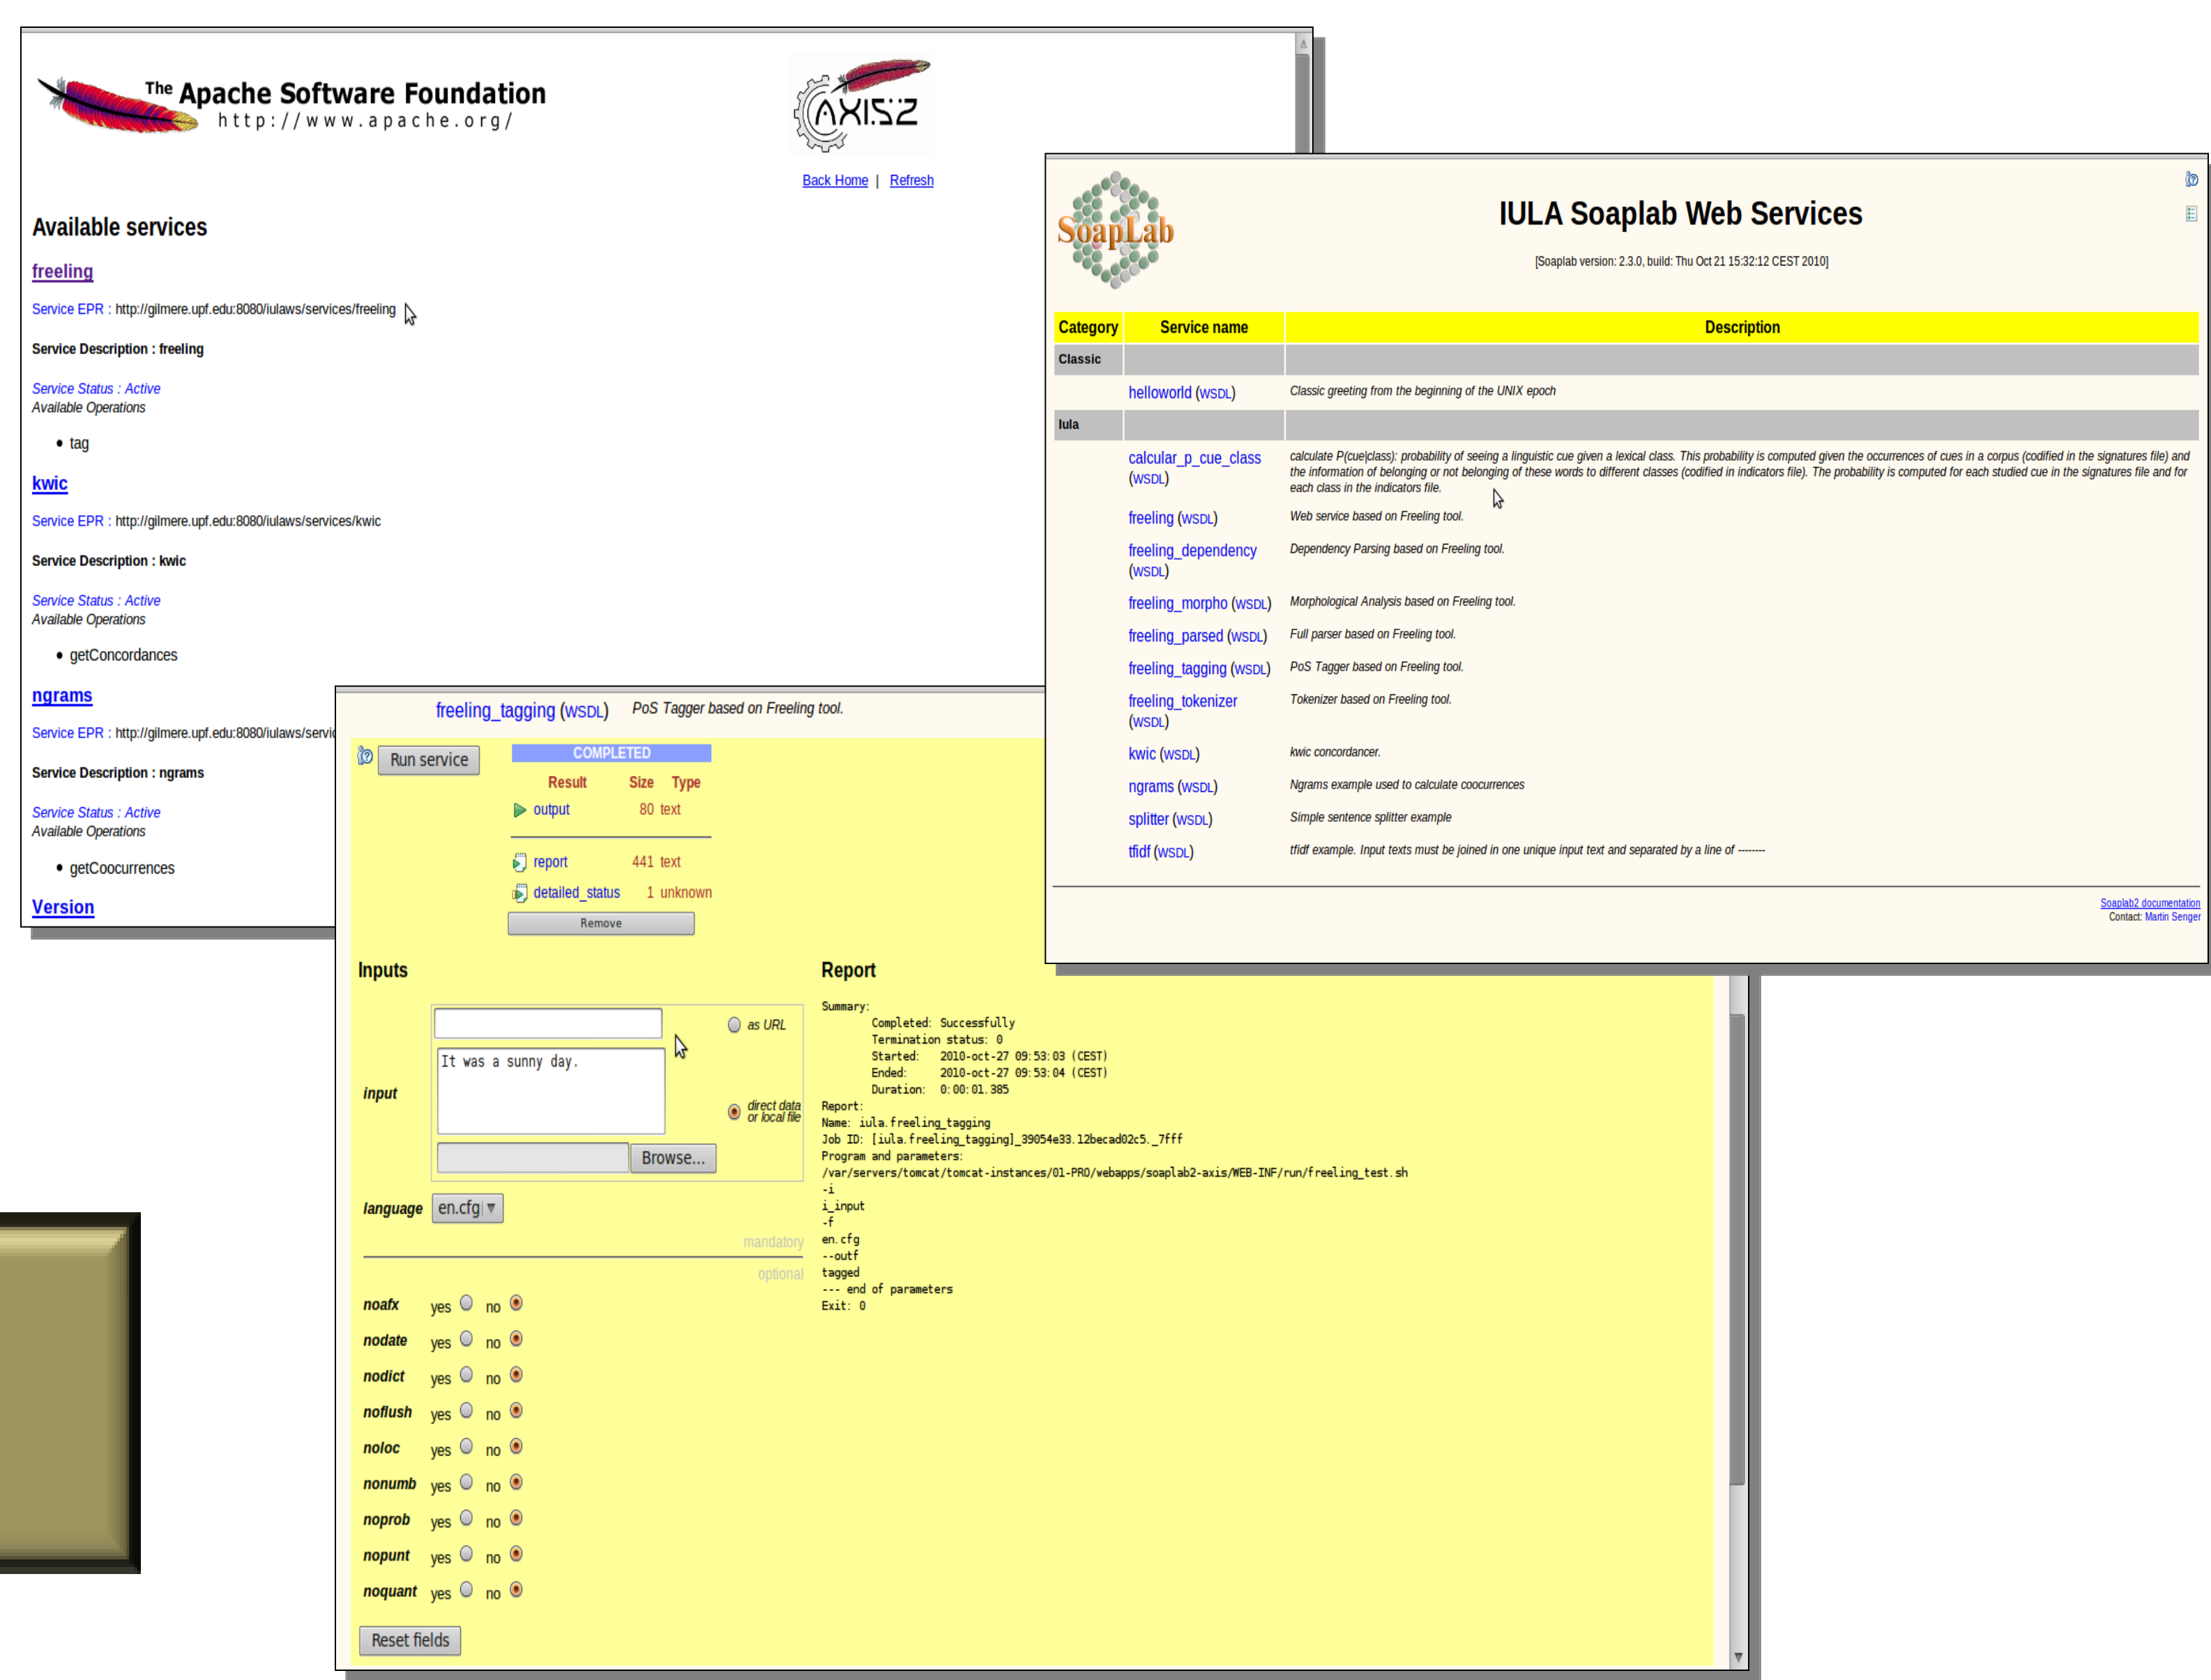 The Apache Software Foundation
http://www.apache.org/
AXIS2
Back Home | Refresh
Available services
freeling
Service EPR : http://gilmere.upf.edu:8080/iulaws/services/freeling
Service Description : freeling
Service Status : Active
Available Operations
• tag
kwic
Service EPR : http://gilmere.upf.edu:8080/iulaws/services/kwic
Service Description : kwic
Service Status : Active
Available Operations
• getConcordances
ngrams
Service EPR : http://gilmere.upf.edu:8080/iulaws/servic
Service Description : ngrams
Service Status : Active
Available Operations
• getCoocurrences
Version
SoapLab
IULA Soaplab Web Services
[Soaplab version: 2.3.0, build: Thu Oct 21 15:32:12 CEST 2010]
Category Service name Description
Classic
helloworld (WSDL) Classic greeting from the beginning of the UNIX epoch
Iula
calcular_p_cue_class (WSDL) calculate P(cue|class): probability of seeing a linguistic cue given a lexical class. This probability is computed given the occurrences of cues in a corpus (codified in the signatures file) and
the information of belonging or not belonging of these words to different classes (codified in indicators file). The probability is computed for each studied cue in the signatures file and for
each class in the indicators file.
freeling (WSDL) Web service based on Freeling tool.
freeling_dependency (WSDL) Dependency Parsing based on Freeling tool.
freeling_morpho (WSDL) Morphological Analysis based on Freeling tool.
freeling_parsed (WSDL) Full parser based on Freeling tool.
freeling_tagging (WSDL) PoS Tagger based on Freeling tool.
freeling_tokenizer (WSDL) Tokenizer based on Freeling tool.
kwic (WSDL) kwic concordancer.
ngrams (WSDL) Ngrams example used to calculate coocurrences
splitter (WSDL) Simple sentence splitter example
tfidf (WSDL) tfidf example. Input texts must be joined in one unique input text and separated by a line of --------
Soaplab2 documentation
Contact: Martin Senger
freeling_tagging (WSDL) PoS Tagger based on Freeling tool.
Run service
COMPLETED
Result Size Type
output 80 text
report 441 text
detailed_status 1 unknown
Remove
Inputs
as URL
input
It was a sunny day.
direct data
or local file
Browse...
language en.cfg
mandatory
optional
noafx yes no
nodate yes no
nodict yes no
noflush yes no
noloc yes no
nonumb yes no
noprob yes no
nopunt yes no
noquant yes no
Reset fields
Report
Summary:
Completed: Successfully
Termination status: 0
Started: 2010-oct-27 09:53:03 (CEST)
Ended: 2010-oct-27 09:53:04 (CEST)
Duration: 0:00:01.385
Report:
Name: iula.freeling_tagging
Job ID: [iula.freeling_tagging]_39054e33.12becad02c5._7fff
Program and parameters:
/var/servers/tomcat/tomcat-instances/01-PRO/webapps/soaplab2-axis/WEB-INF/run/freeling_test.sh
-i
i_input
-f
en.cfg
--outf
tagged
--- end of parameters
Exit: 0